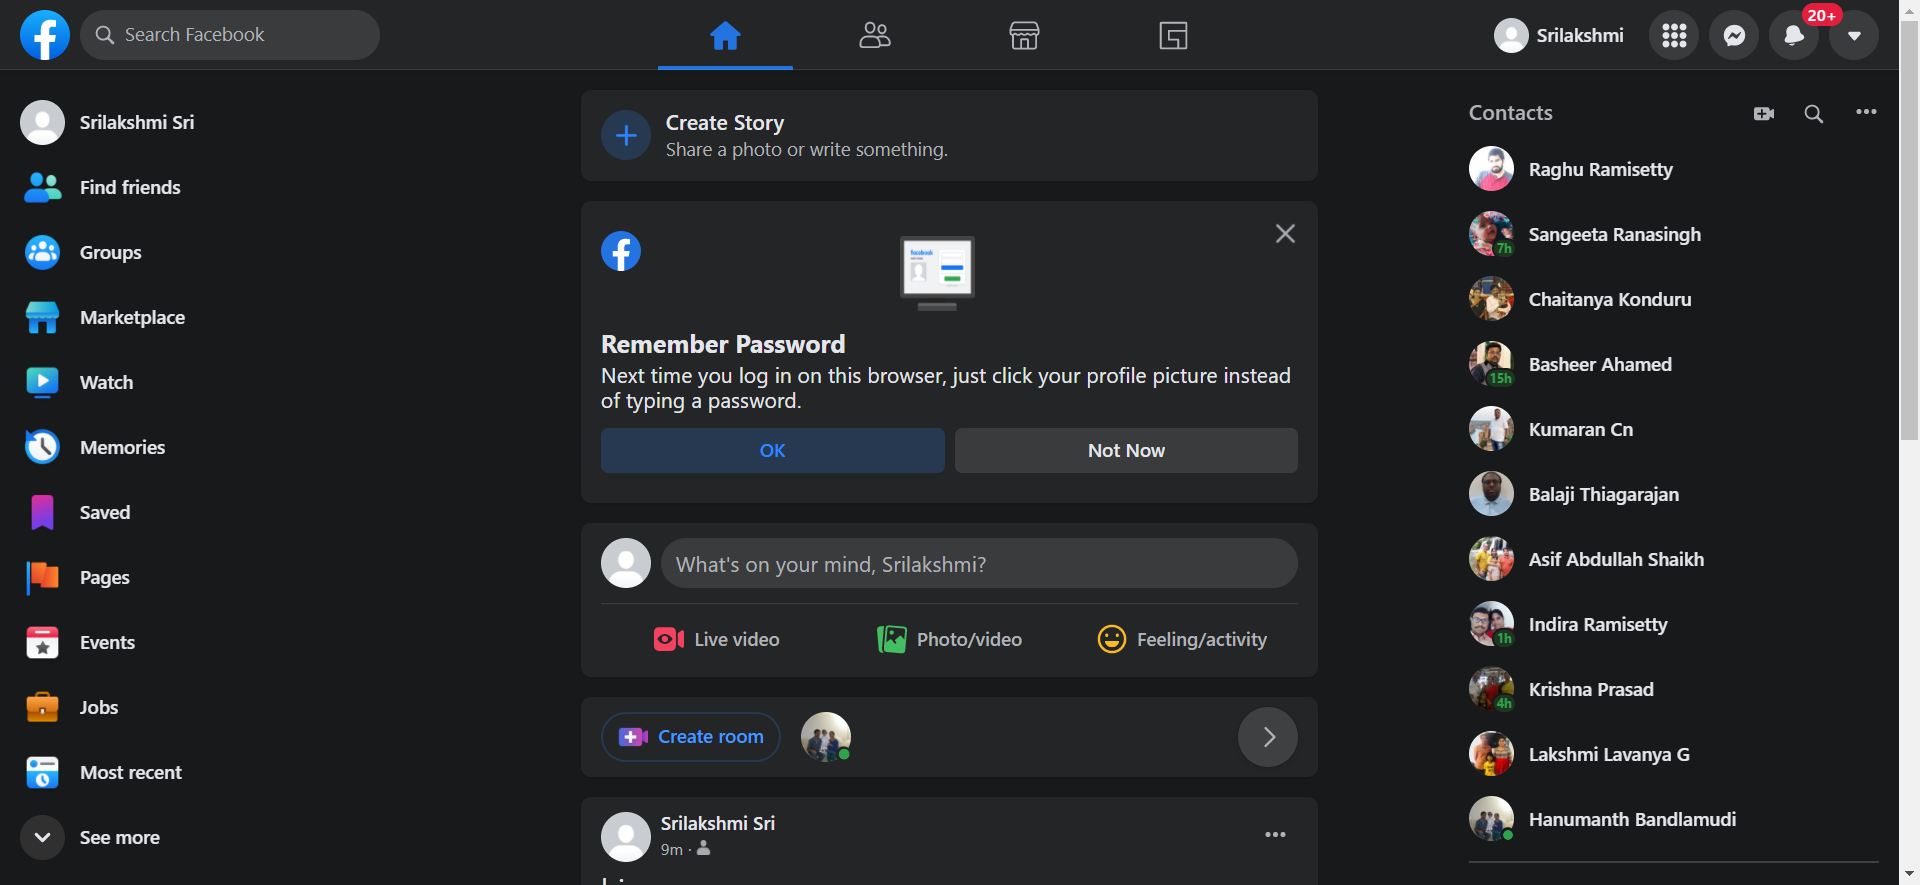 Search Facebook
Srilakshmi
20+
Srilakshmi Sri
Find friends
Groups
Marketplace
Watch
Memories
Saved
Pages
Events
Jobs
Most recent
See more
Create Story
Share a photo or write something.
facebook
Remember Password
Next time you log in on this browser, just click your profile picture instead
of typing a password.
OK
Not Now
What's on your mind, Srilakshmi?
Live video
Photo/video
Feeling/activity
Create room
Srilakshmi Sri
9m ·
Contacts
Raghu Ramisetty
Sangeeta Ranasingh
7h
Chaitanya Konduru
Basheer Ahamed
15h
Kumaran Cn
Balaji Thiagarajan
Asif Abdullah Shaikh
Indira Ramisetty
1h
Krishna Prasad
4h
Lakshmi Lavanya G
Hanumanth Bandlamudi